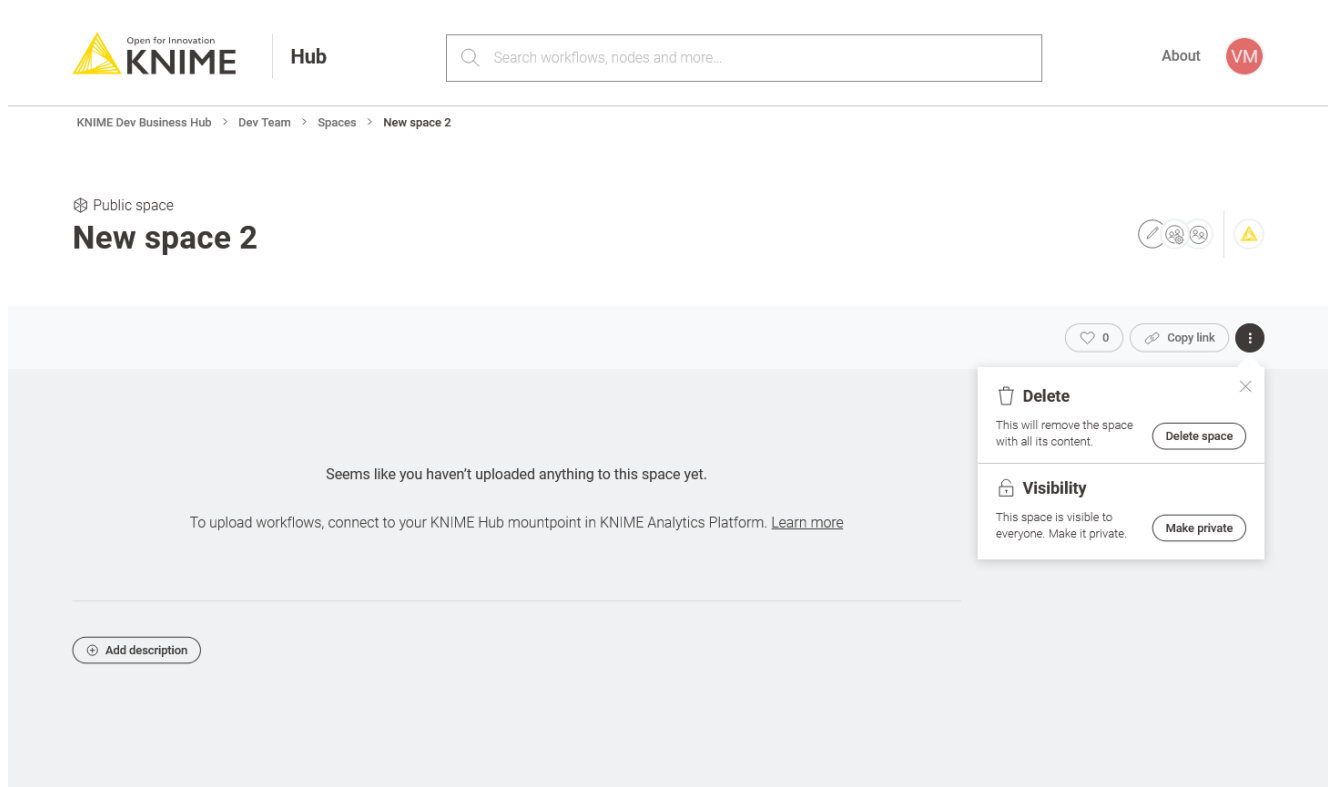 Open for Innovation
KNIME
Hub
Search workflows, nodes and more...
About
VM
KNIME Dev Business Hub > Dev Team > Spaces > New space 2
Public space
New space 2
0
Copy link
Delete
This will remove the space
with all its content.
Delete space
Visibility
This space is visible to
everyone. Make it private.
Make private
Seems like you haven’t uploaded anything to this space yet.
To upload workflows, connect to your KNIME Hub mountpoint in KNIME Analytics Platform. Learn more
Add description